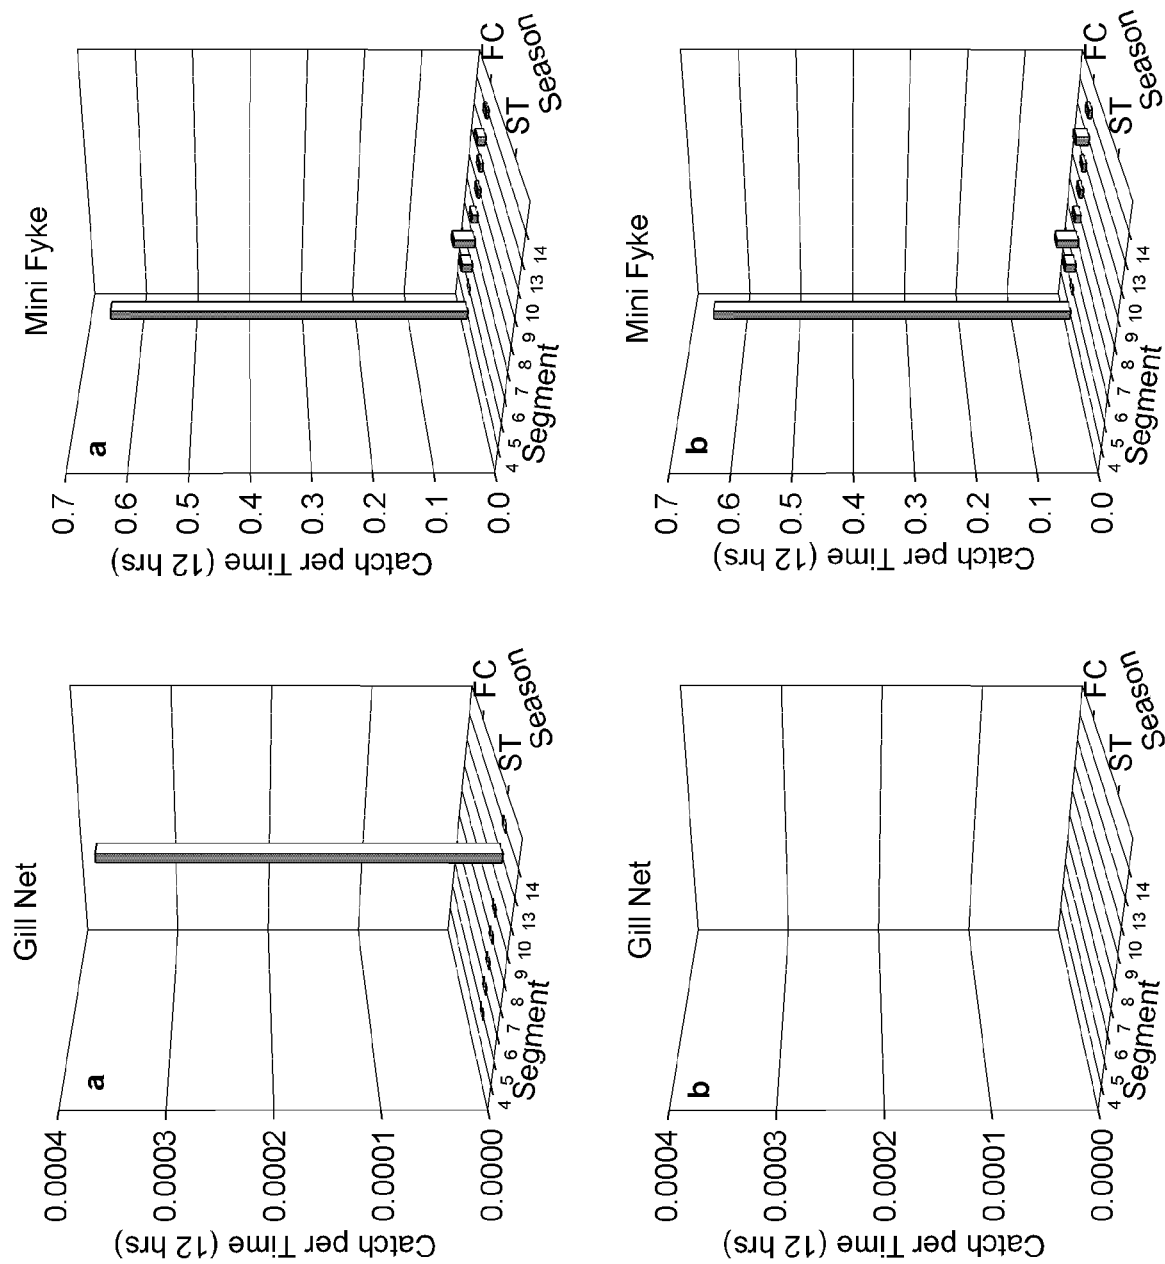 Gill Net
a
0.0004
0.0003
0.0002
0.0001
0.0000
Catch per Time (12 hrs)
4 5 6 7 8 9 10 13 14
Segment
ST FC
Season
Mini Fyke
a
0.7
0.6
0.5
0.4
0.3
0.2
0.1
0.0
Catch per Time (12 hrs)
4 5 6 7 8 9 10 13 14
Segment
ST FC
Season
Gill Net
b
0.0004
0.0003
0.0002
0.0001
0.0000
Catch per Time (12 hrs)
4 5 6 7 8 9 10 13 14
Segment
ST FC
Season
Mini Fyke
b
0.7
0.6
0.5
0.4
0.3
0.2
0.1
0.0
Catch per Time (12 hrs)
4 5 6 7 8 9 10 13 14
Segment
ST FC
Season